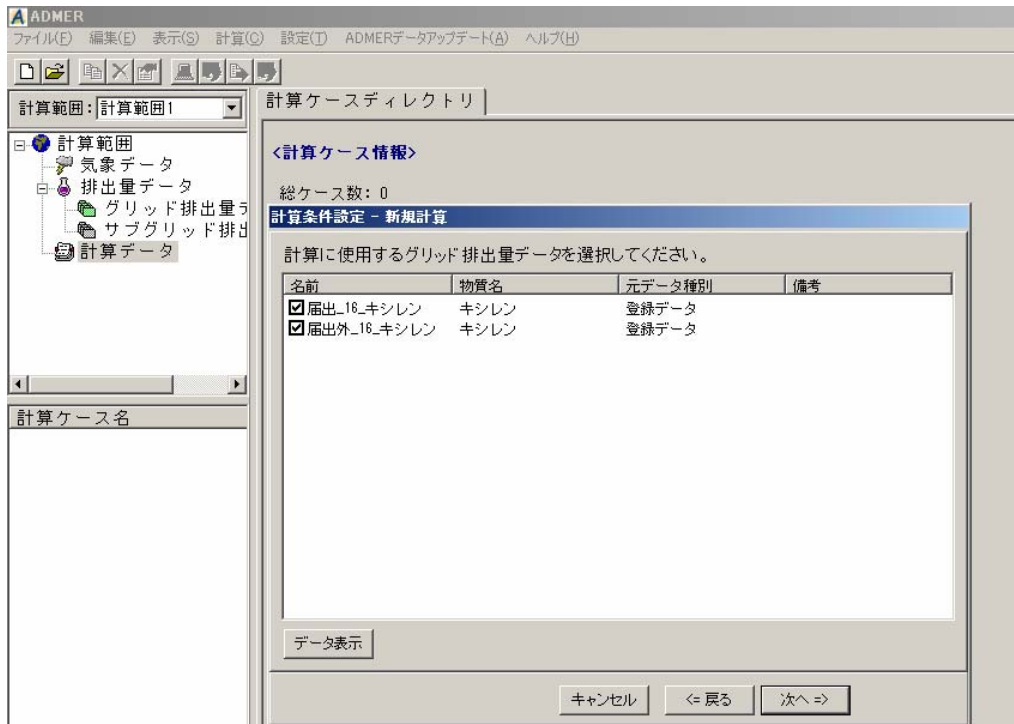 ADMER
ファイル(F) 編集(E) 表示(S) 計算(C) 設定(T) ADMERデータアップデート(A) ヘルプ(H)
計算範囲: 計算範囲1
計算ケースディレクトリ
計算範囲
気象データ
排出量データ
グリッド排出量デ
サブグリッド排出
計算データ
<計算ケース情報>
総ケース数: 0
計算条件設定 - 新規計算
計算に使用するグリッド排出量データを選択してください。
名前 物質名 元データ種別 備考
届出_16_キシレン キシレン 登録データ
届出外_16_キシレン キシレン 登録データ
データ表示
キャンセル <= 戻る 次へ =>
計算ケース名